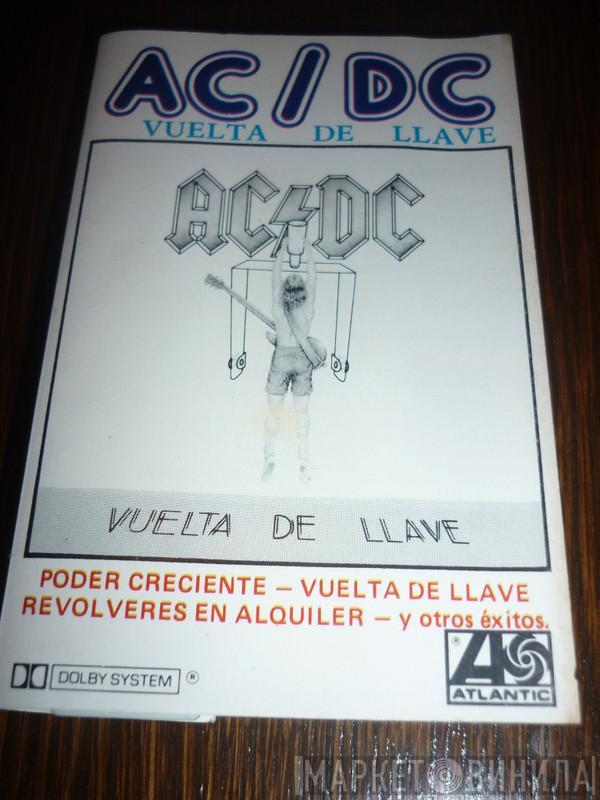 AC/DC
VUELTA DE LLAVE
AC DC
VUELTA DE LLAVE
PODER CRECIENTE – VUELTA DE LLAVE
REVOLVERES EN ALQUILER – y otros éxitos.
®
ATLANTIC
DOLBY SYSTEM ®
МАРКЕТ ВИНИЛА